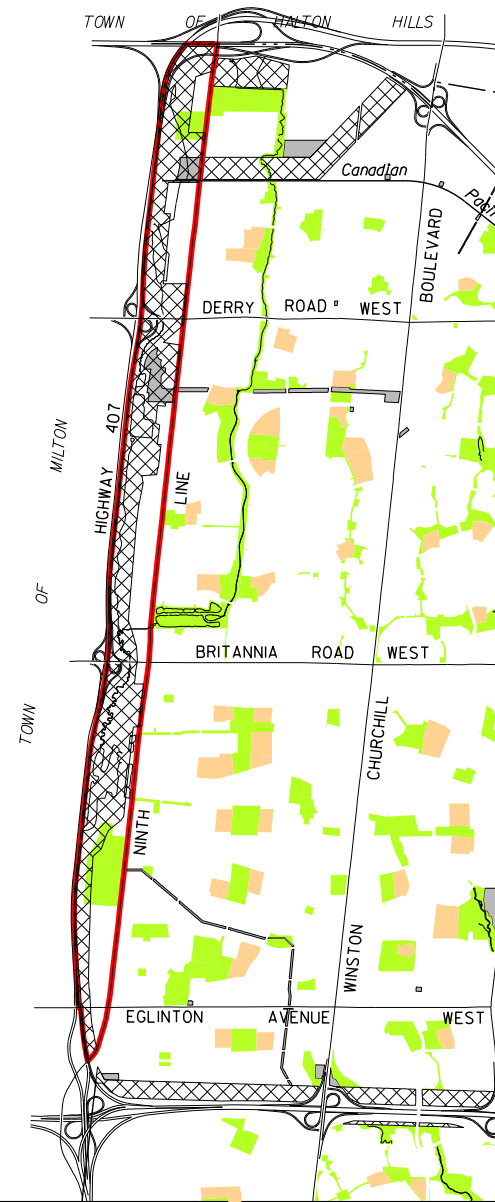 TOWN OF HALTON HILLS
Canadian
Paci
BOULEVARD
DERRY ROAD WEST
HIGHWAY 407
LINE
TOWN OF MILTON
BRITANNIA ROAD WEST
CHURCHILL
NINTH
WINSTON
EGLINTON AVENUE WEST